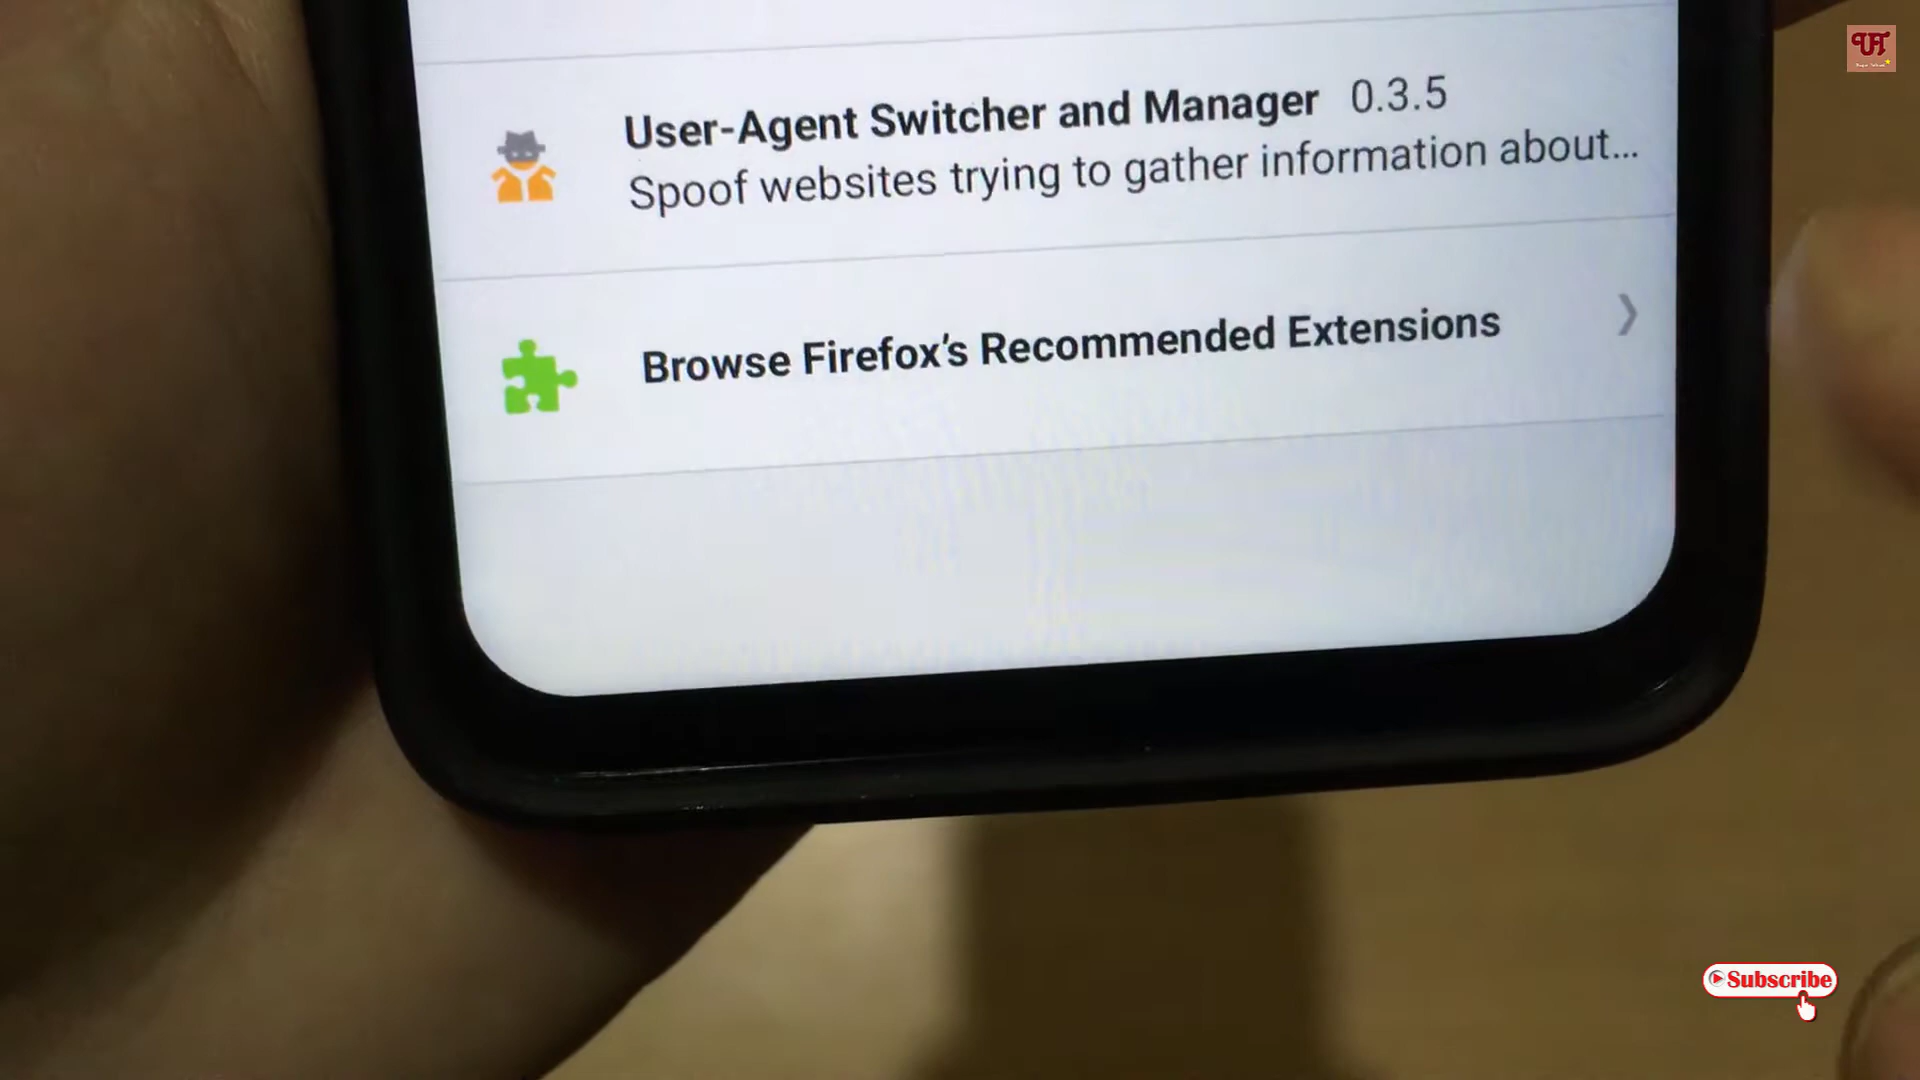 User-Agent Switcher and Manager 0.3.5
Spoof websites trying to gather information about...
Browse Firefox's Recommended Extensions
UT
Subscribe